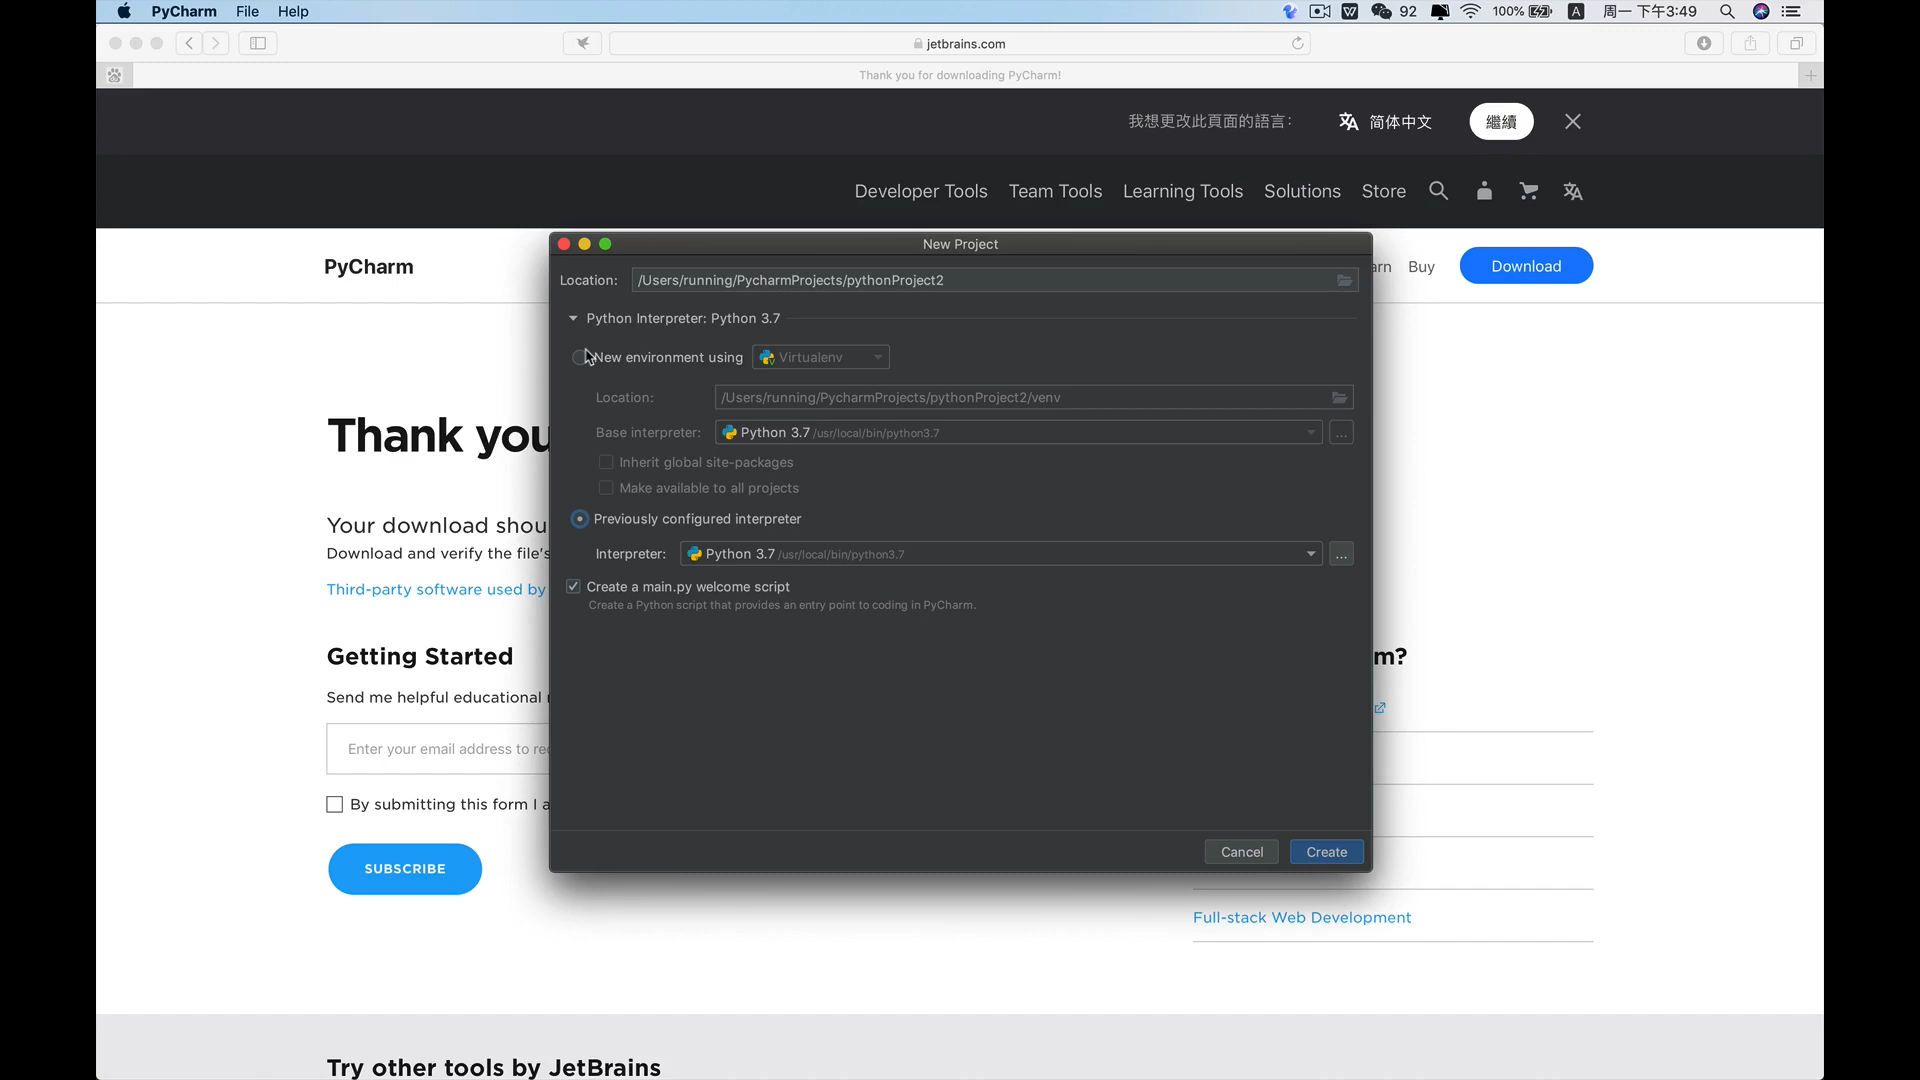 PyCharm File Help 92 100% A 周一 下午3:49
jetbrains.com
Thank you for downloading PyCharm!
我想更改此頁面的語言： 简体中文 繼續
Developer Tools Team Tools Learning Tools Solutions Store
PyCharm
Buy
Download
New Project
Location: /Users/running/PycharmProjects/pythonProject2
Python Interpreter: Python 3.7
New environment using Virtualenv
Location: /Users/running/PycharmProjects/pythonProject2/venv
Base interpreter: Python 3.7 /usr/local/bin/python3.7 ...
Inherit global site-packages
Make available to all projects
Previously configured interpreter
Interpreter: Python 3.7 /usr/local/bin/python3.7 ...
Create a main.py welcome script
Create a Python script that provides an entry point to coding in PyCharm.
Cancel Create
Thank you
Your download shou
Download and verify the file's
Third-party software used by
Getting Started
m?
Send me helpful educational
Enter your email address to re
By submitting this form I a
SUBSCRIBE
Full-stack Web Development
Try other tools by JetBrains